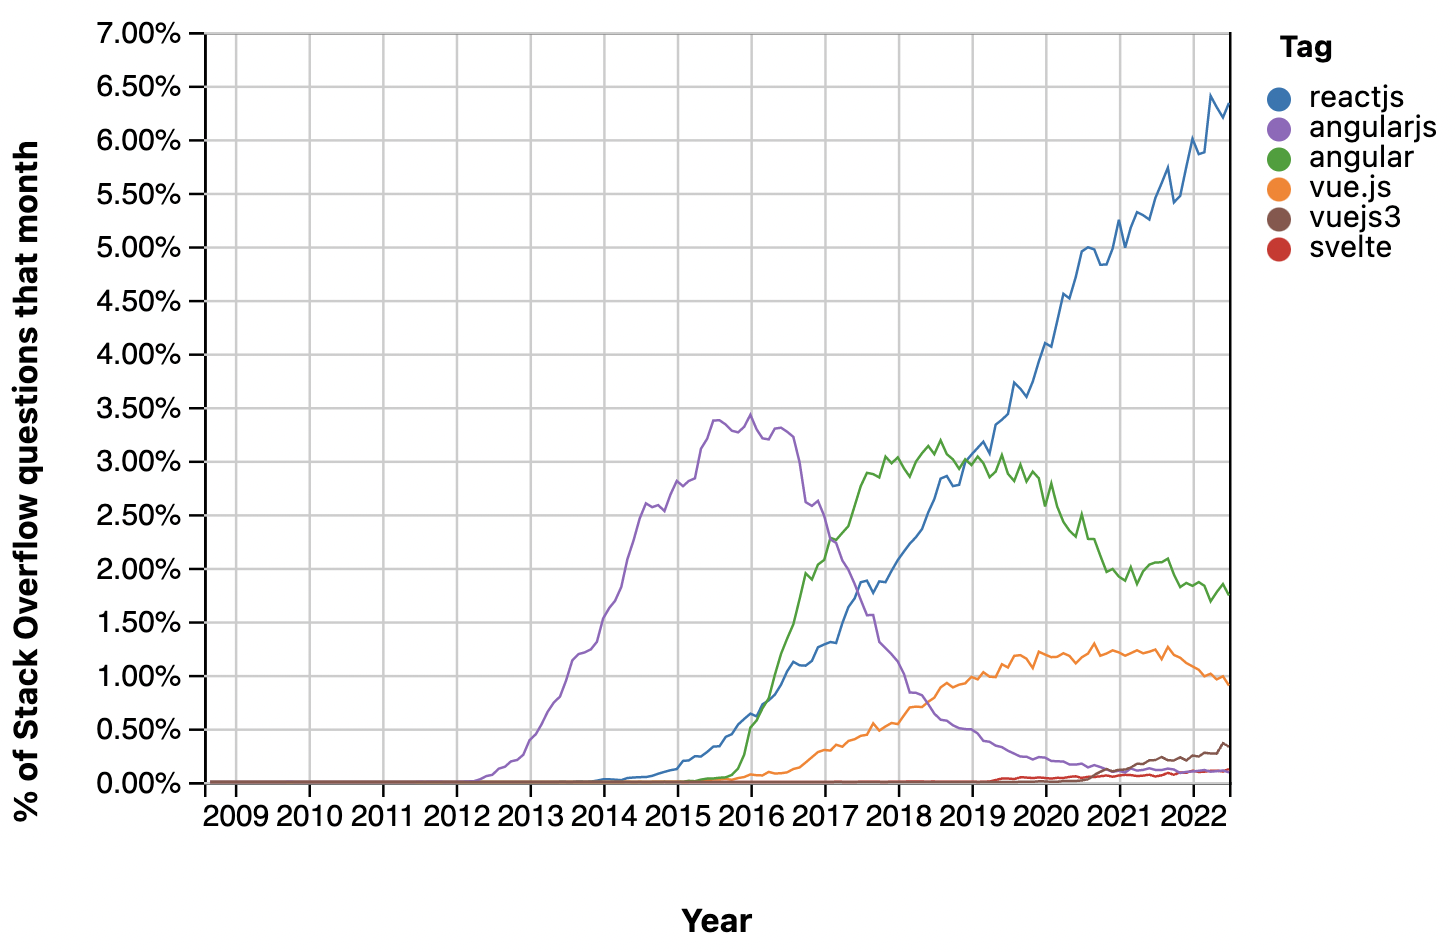 7.00%
6.50%
6.00%
5.50%
5.00%
4.50%
4.00%
3.50%
3.00%
2.50%
2.00%
1.50%
1.00%
0.50%
0.00%
% of Stack Overflow questions that month
2009 2010 2011 2012 2013 2014 2015 2016 2017 2018 2019 2020 2021 2022
Year
Tag
reactjs
angularjs
angular
vue.js
vuejs3
svelte